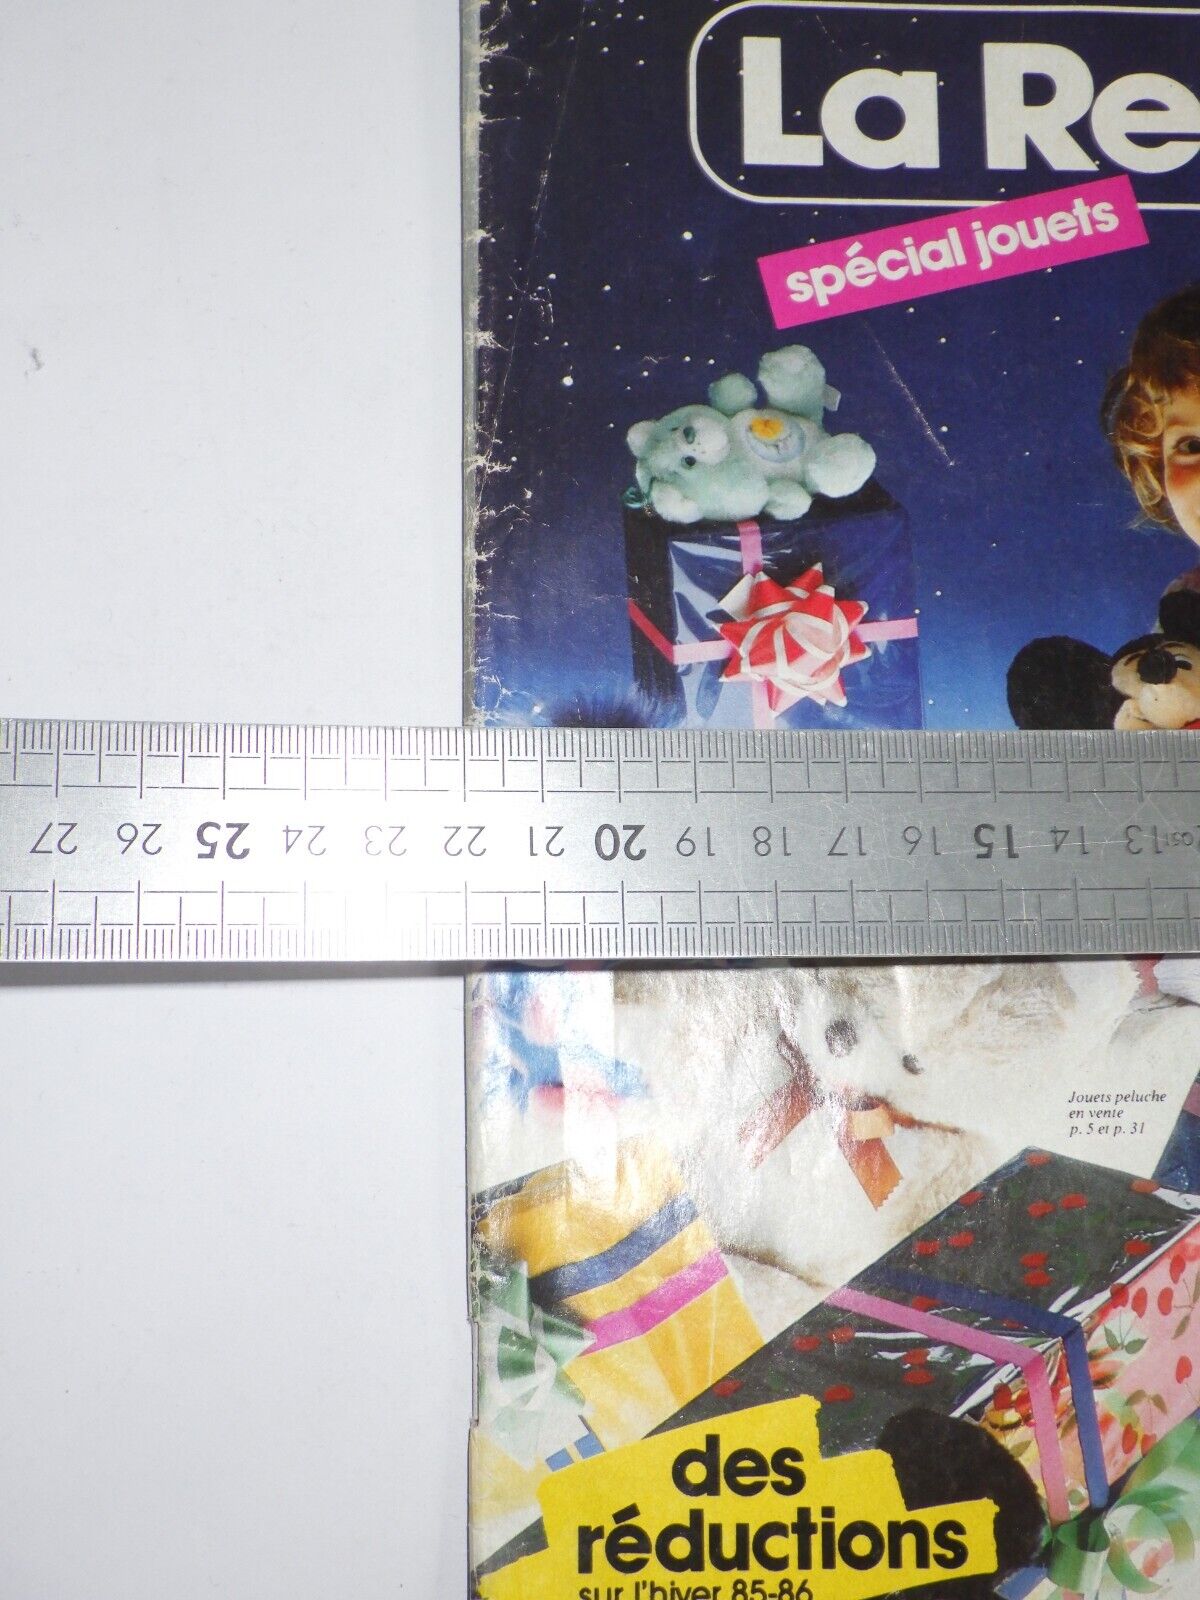 La Re
spécial jouets
27 26 25 24 23 22 21 20 19 18 17 16 15 14 13
Jouets peluche
en vente
p. 5 et p. 31
des
réductions
sur l'hiver 85-86